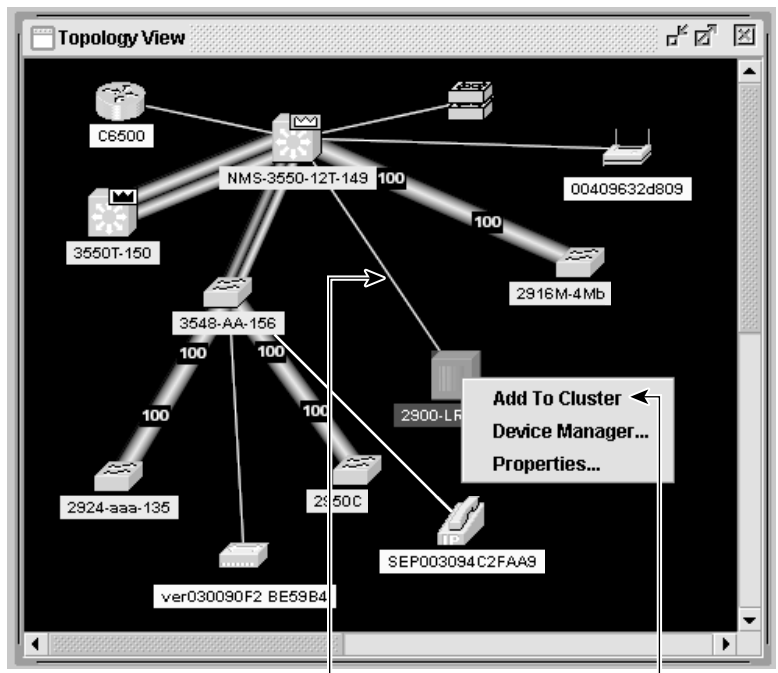 Topology View
C6500
NMS-3550-12T-149
100
00409632d809
100
3550T-150
2916M-4Mb
3548-AA-156
100
100
Add To Cluster
100
100
2900-LR
Device Manager...
Properties...
2924-aaa-135
2950C
IP
SEP003094C2FAA9
ver030090F2 BE59B4